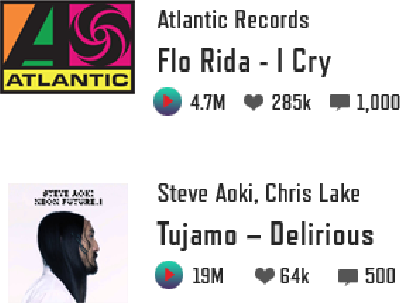 ATLANTIC
Atlantic Records
Flo Rida - I Cry
4.7M 285k 1,000
STEVE AOKI
NEON FUTURE.I
Steve Aoki, Chris Lake
Tujamo – Delirious
19M 64k 500